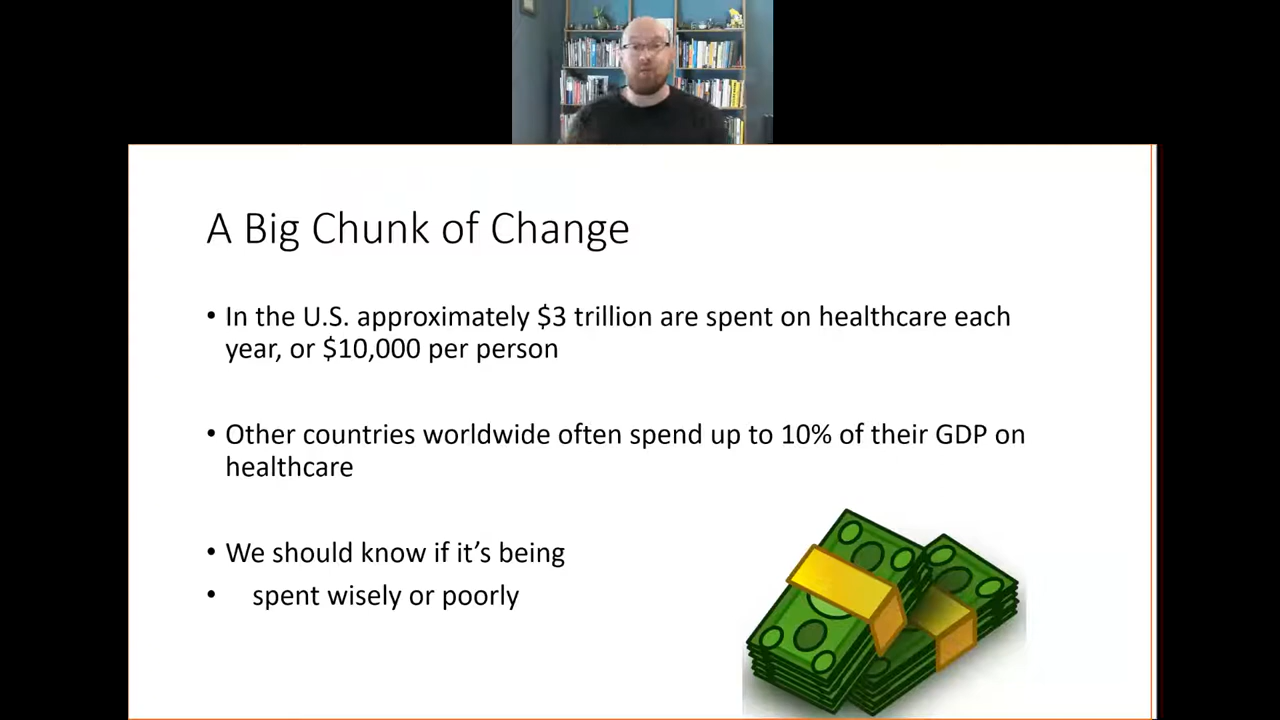 A Big Chunk of Change
• In the U.S. approximately $3 trillion are spent on healthcare each
year, or $10,000 per person
• Other countries worldwide often spend up to 10% of their GDP on
healthcare
• We should know if it’s being
• spent wisely or poorly